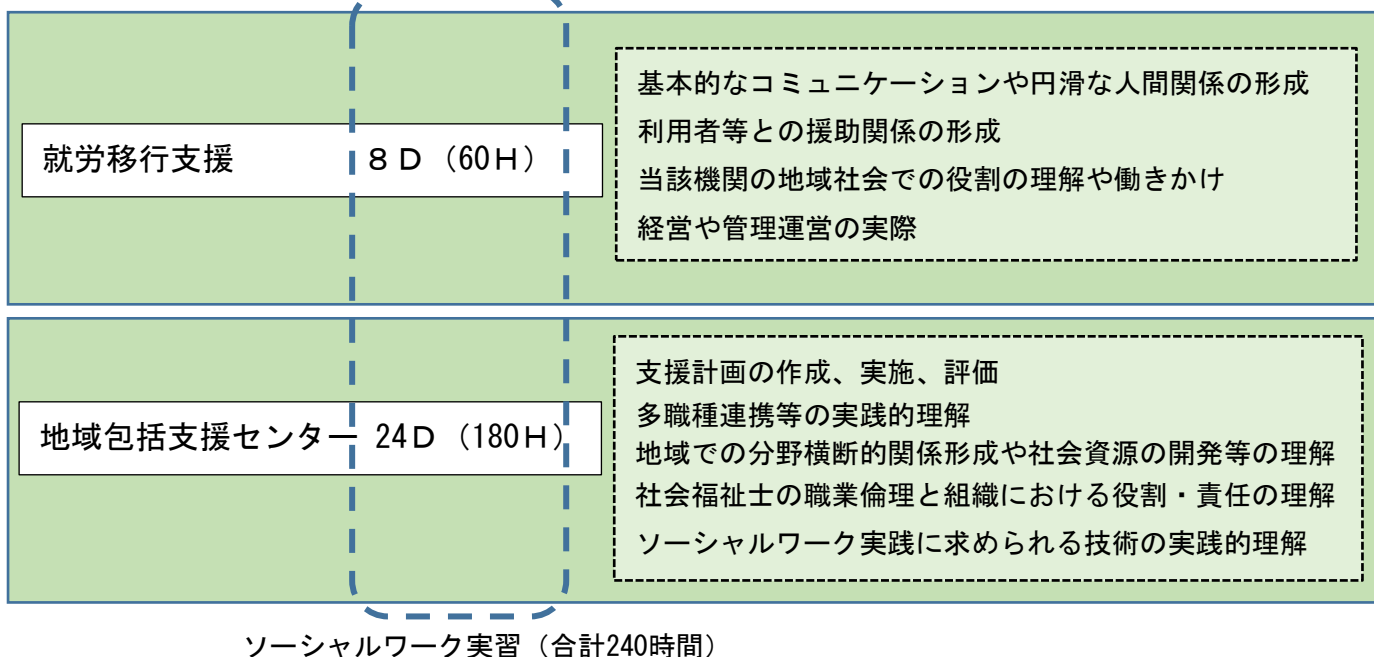 就労移行支援 8D(60H)
基本的なコミュニケーションや円滑な人間関係の形成
利用者等との援助関係の形成
当該機関の地域社会での役割の理解や働きかけ
経営や管理運営の実際
地域包括支援センター 24D(180H)
支援計画の作成、実施、評価
多職種連携等の実践的理解
地域での分野横断的関係形成や社会資源の開発等の理解
社会福祉士の職業倫理と組織における役割・責任の理解
ソーシャルワーク実践に求められる技術の実践的理解
ソーシャルワーク実習(合計240時間)